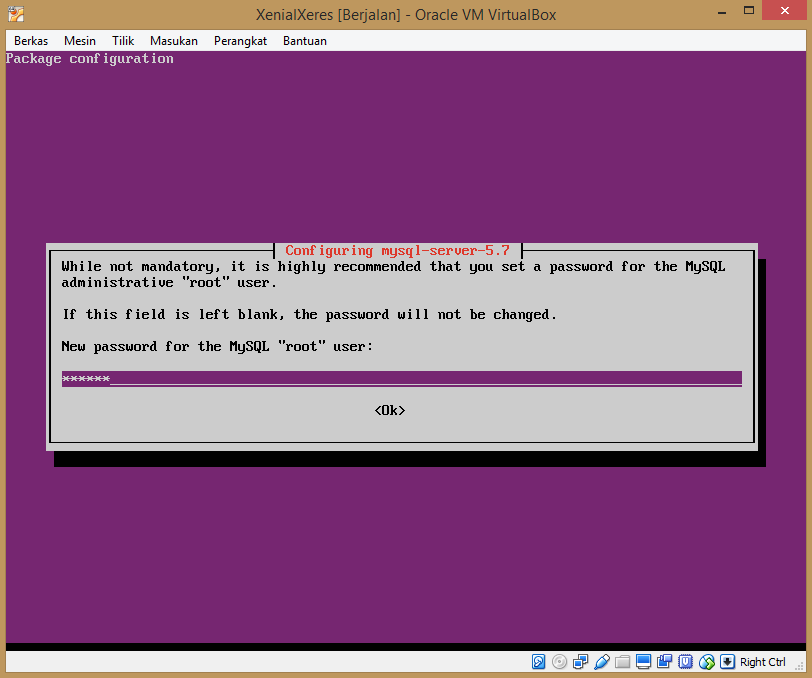 XenialXeres [Berjalan] - Oracle VM VirtualBox
Berkas Mesin Tilik Masukan Perangkat Bantuan
Package configuration
Configuring mysql-server-5.7
While not mandatory, it is highly recommended that you set a password for the MySQL
administrative "root" user.
If this field is left blank, the password will not be changed.
New password for the MySQL "root" user:
******
<Ok>
Right Ctrl